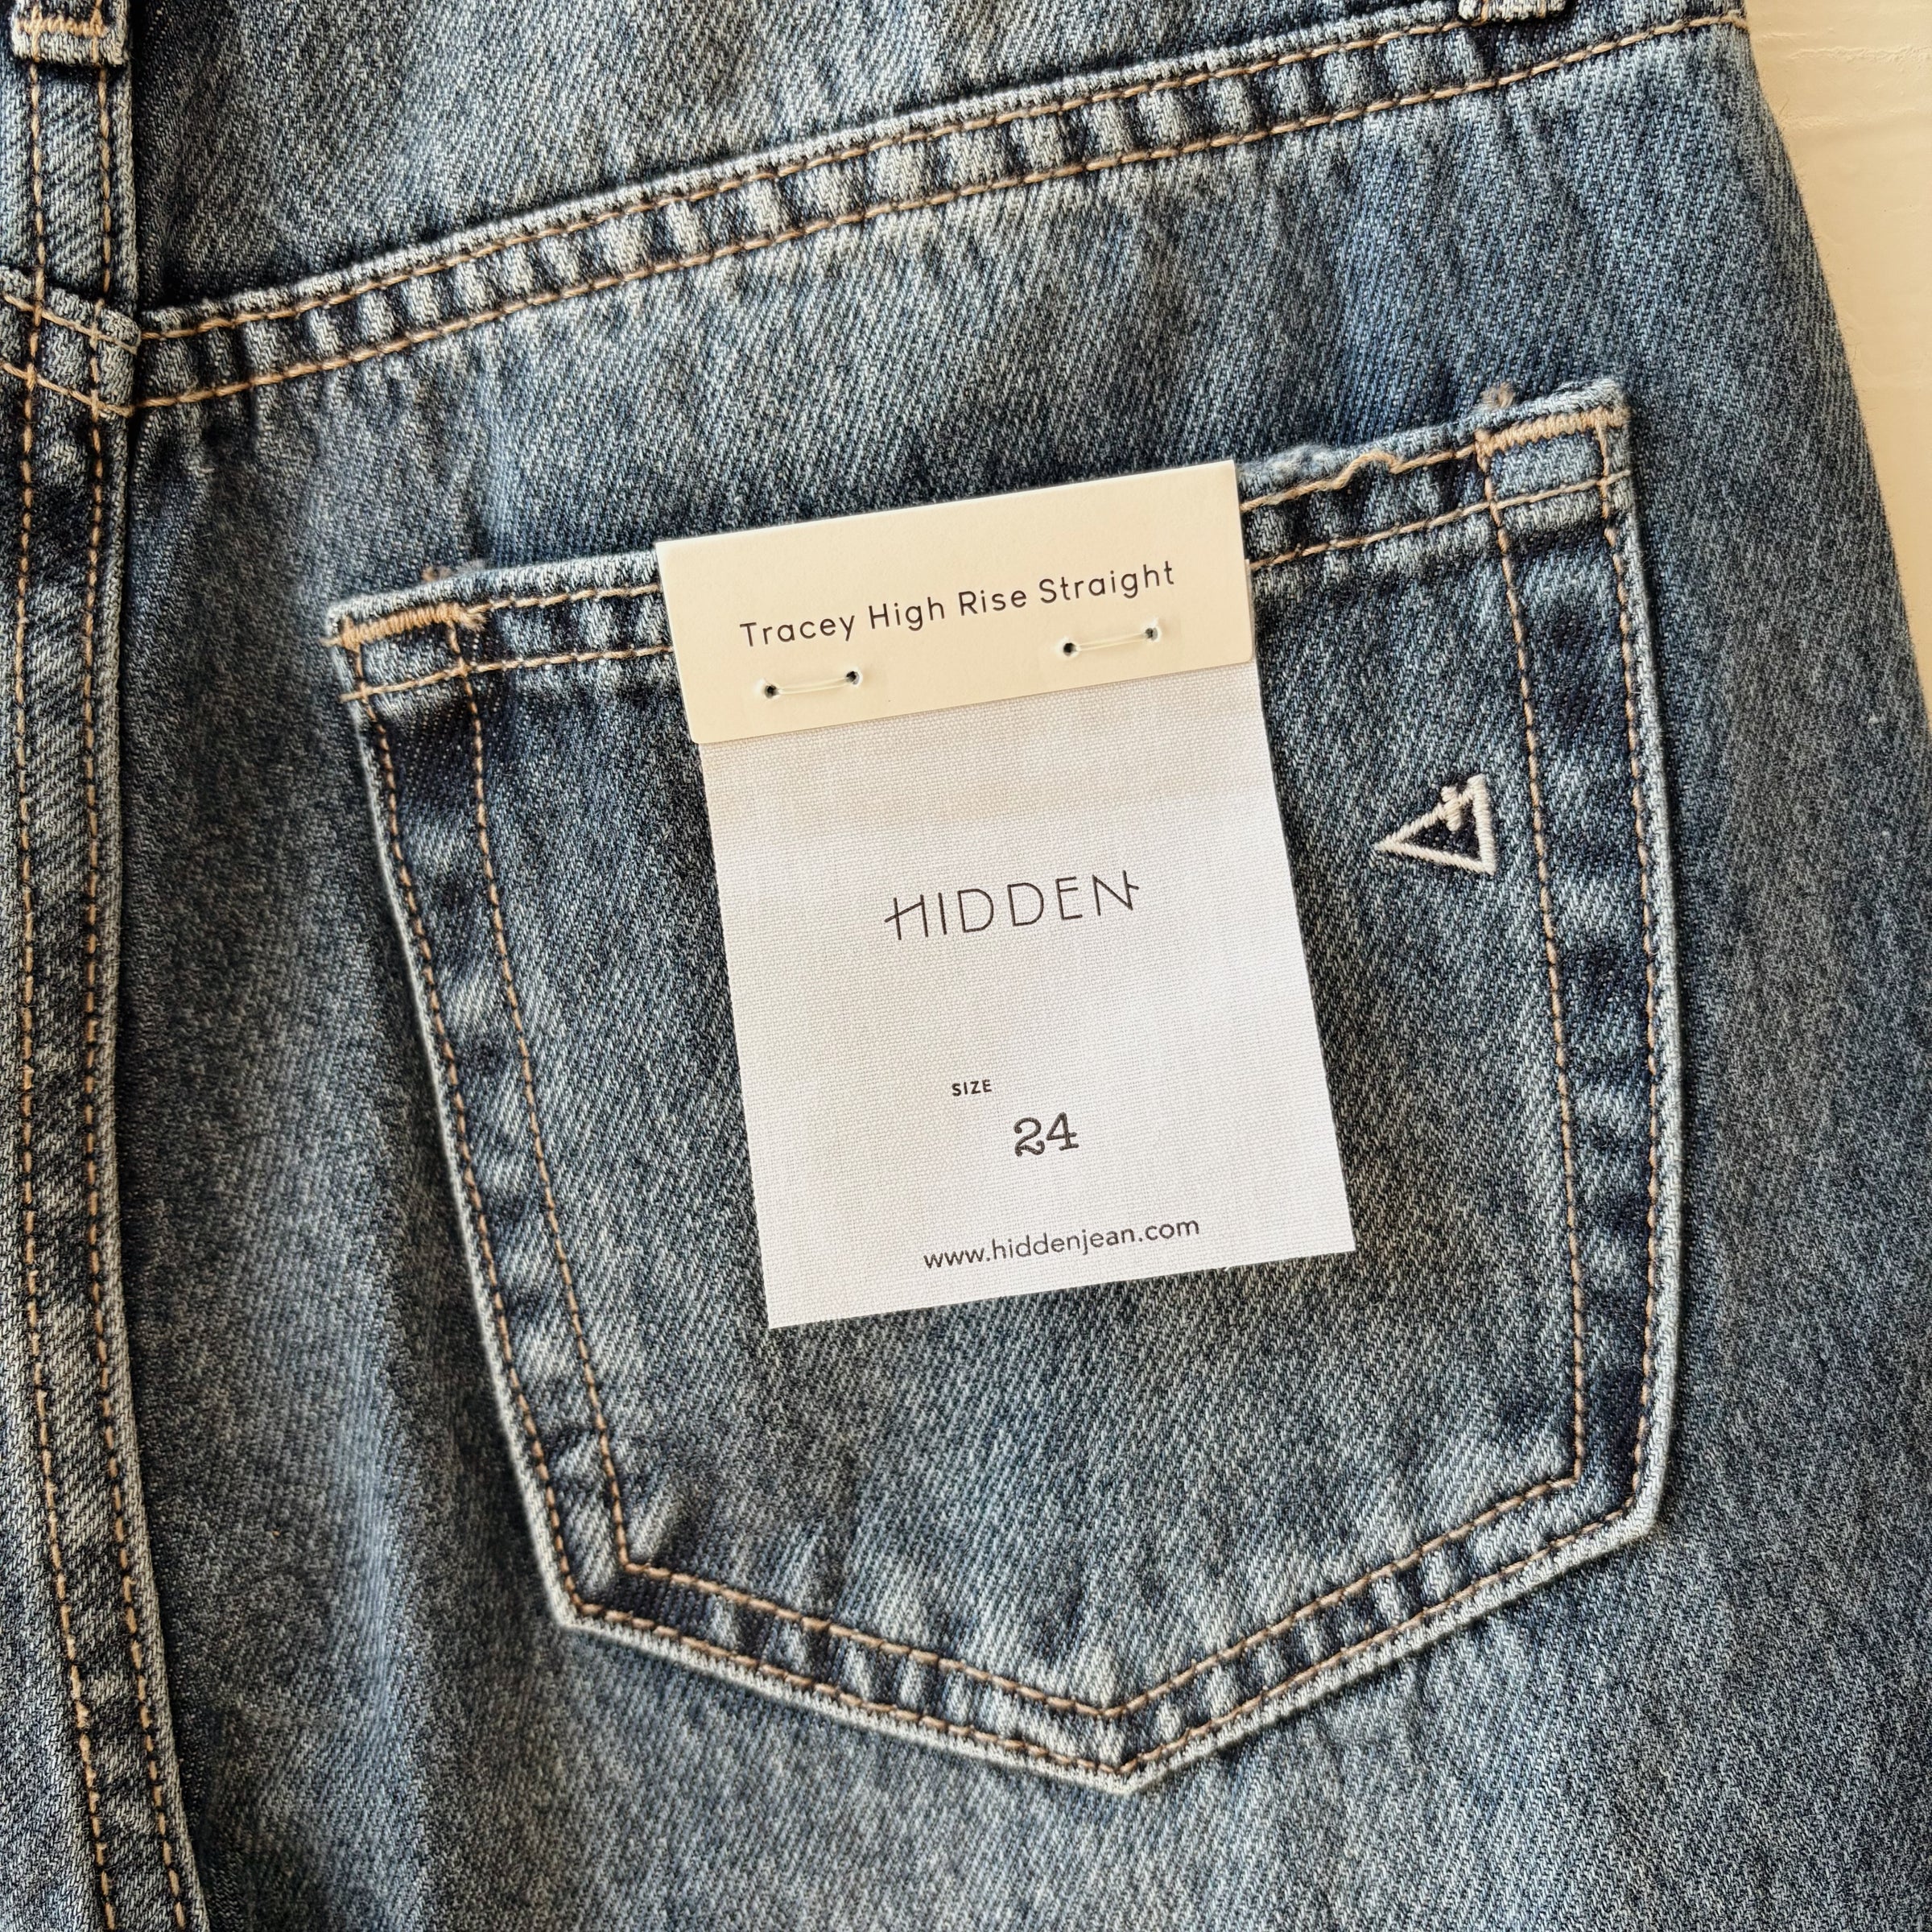 Tracey High Rise Straight
HIDDEN
SIZE
24
www.hiddenjean.com